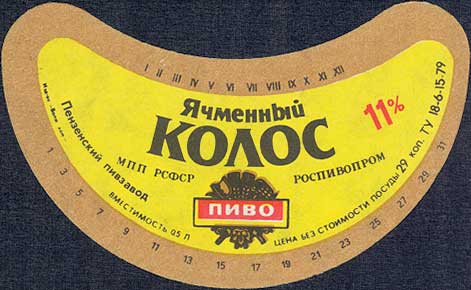 I II III IV V VI VII VIII IX X XI XII
Ячменный
КОЛОС
11%
МПП РСФСР
РОСПИВОПРОМ
ПИВО
Пензенский пивзавод
ВМЕСТИМОСТЬ 0,5 Л
ЦЕНА БЕЗ СТОИМОСТИ ПОСУДЫ 29 КОП. ТУ 18-6-15-79
1 3 5 7 9 11 13 15 17 19 21 23 25 27 29 31